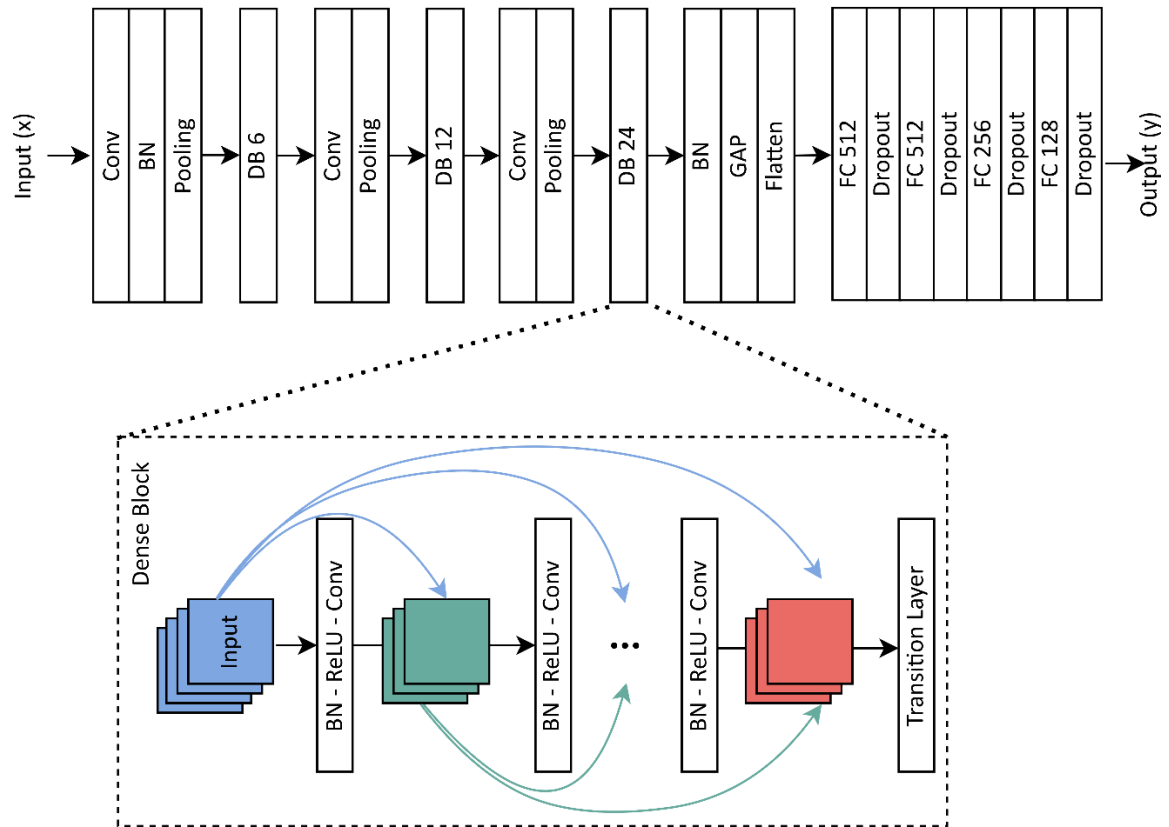 Input (x)
Conv
BN
Pooling
DB 6
Conv
Pooling
DB 12
Conv
Pooling
DB 24
BN
GAP
Flatten
FC 512
Dropout
FC 512
Dropout
FC 256
Dropout
FC 128
Dropout
Output (y)
Dense Block
Input
BN - ReLU - Conv
BN - ReLU - Conv
...
BN - ReLU - Conv
Transition Layer